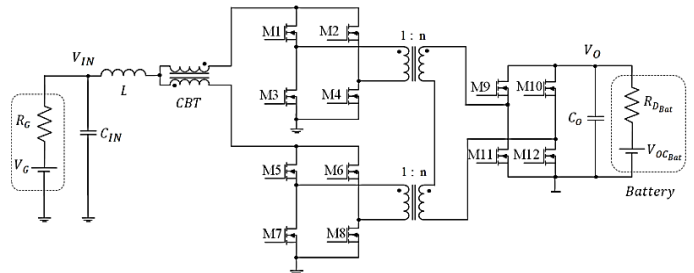 1 : n
M1
M2
V_IN
V_O
M9
M10
L
CBT
M3
M4
R_G
C_IN
C_O
R_D_Bat
M11
M12
V_OC_Bat
V_G
1 : n
M5
M6
Battery
M7
M8